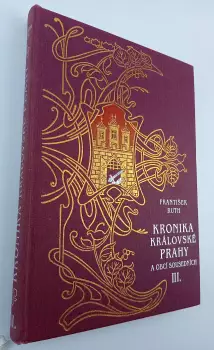 FRANTIŠEK
RUTH
KRONIKA
KRÁLOVSKÉ
PRAHY
A OBCÍ SOUSEDNÍCH
III.